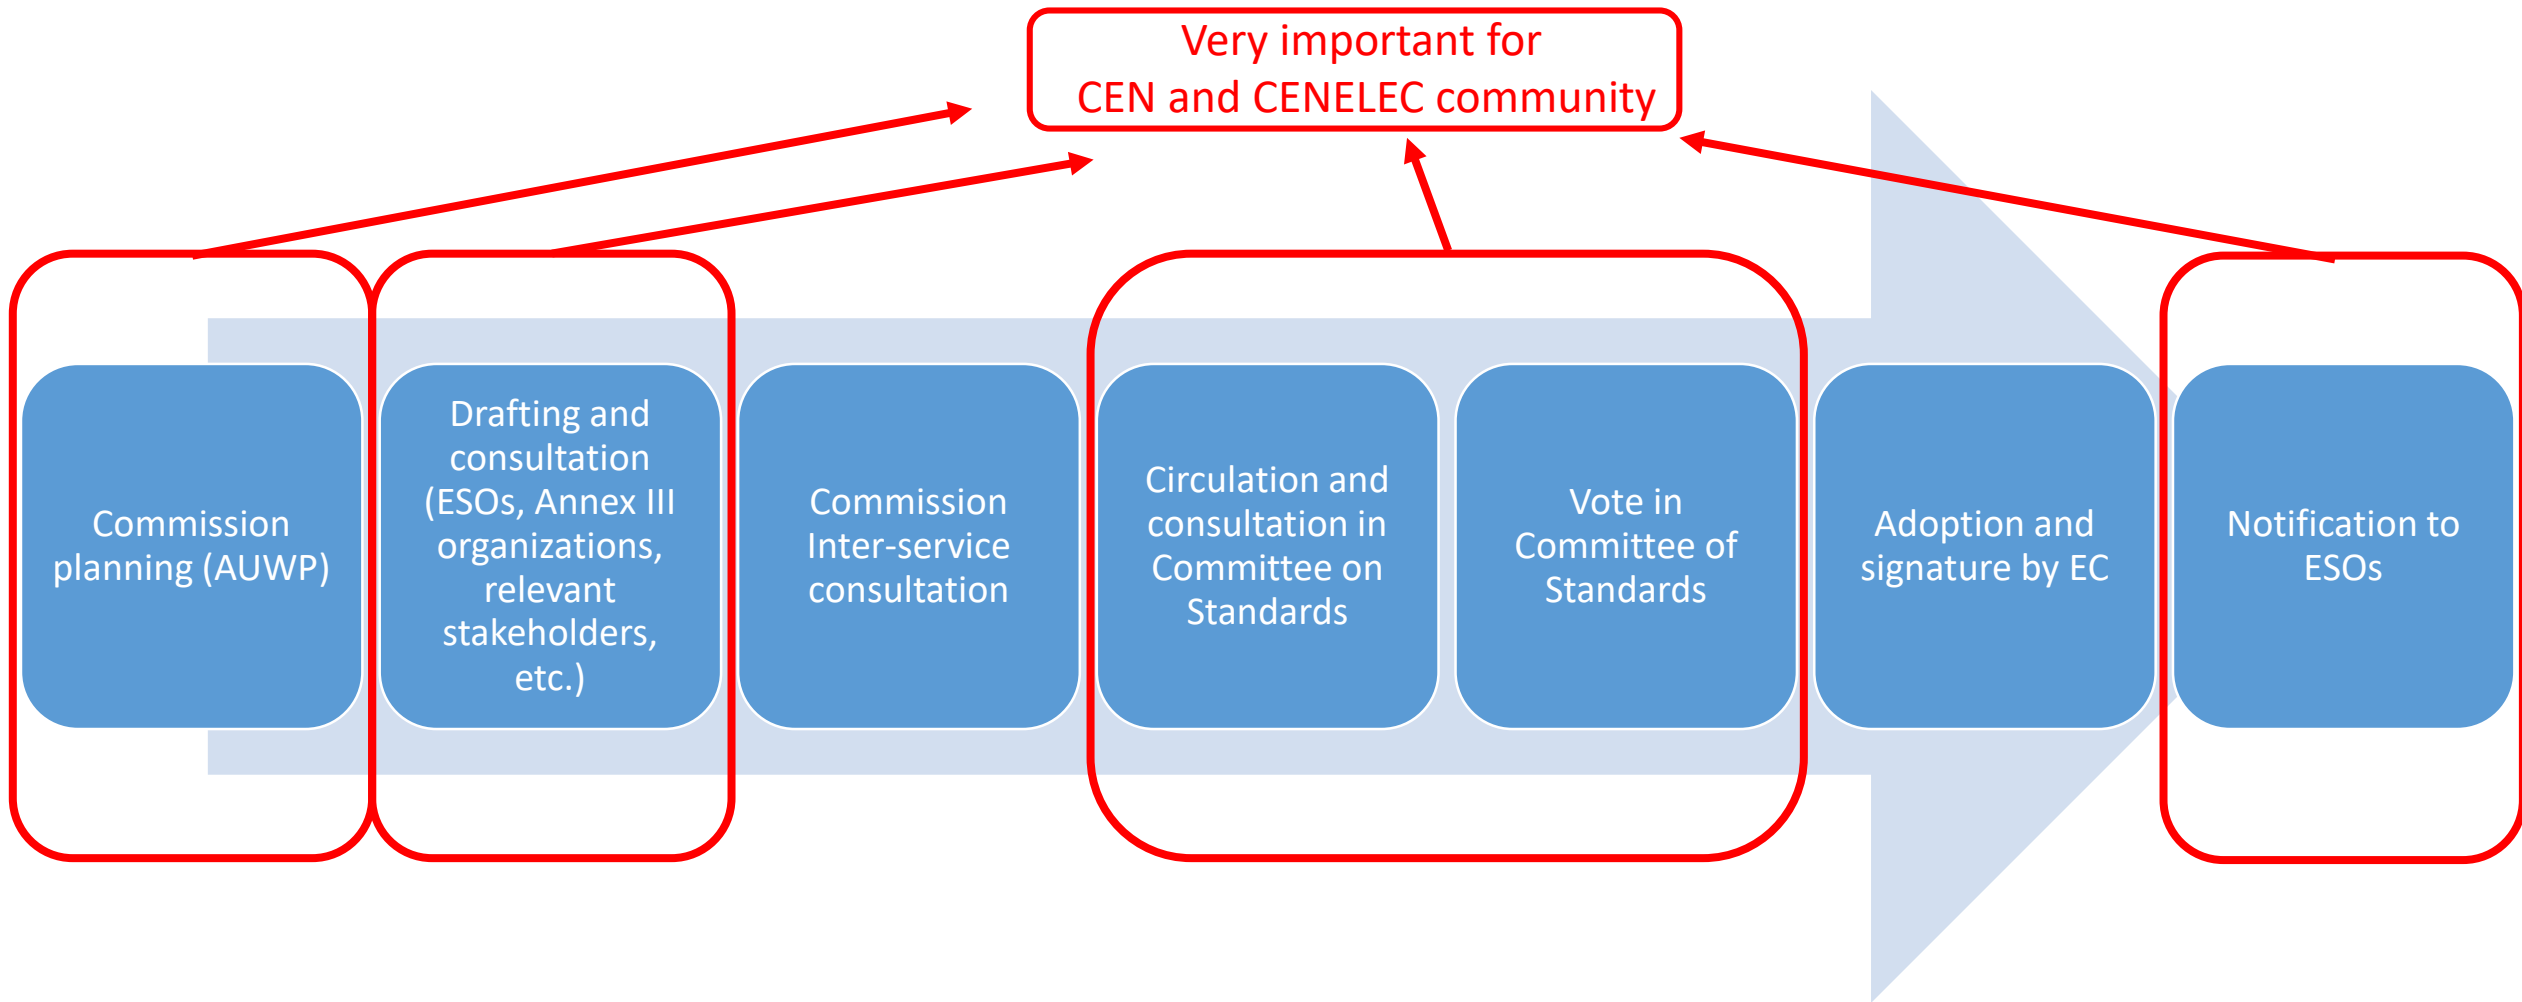 Very important for
CEN and CENELEC community
Commission
planning (AUWP)
Drafting and
consultation
(ESOs, Annex III
organizations,
relevant
stakeholders,
etc.)
Commission
Inter-service
consultation
Circulation and
consultation in
Committee on
Standards
Vote in
Committee of
Standards
Adoption and
signature by EC
Notification to
ESOs